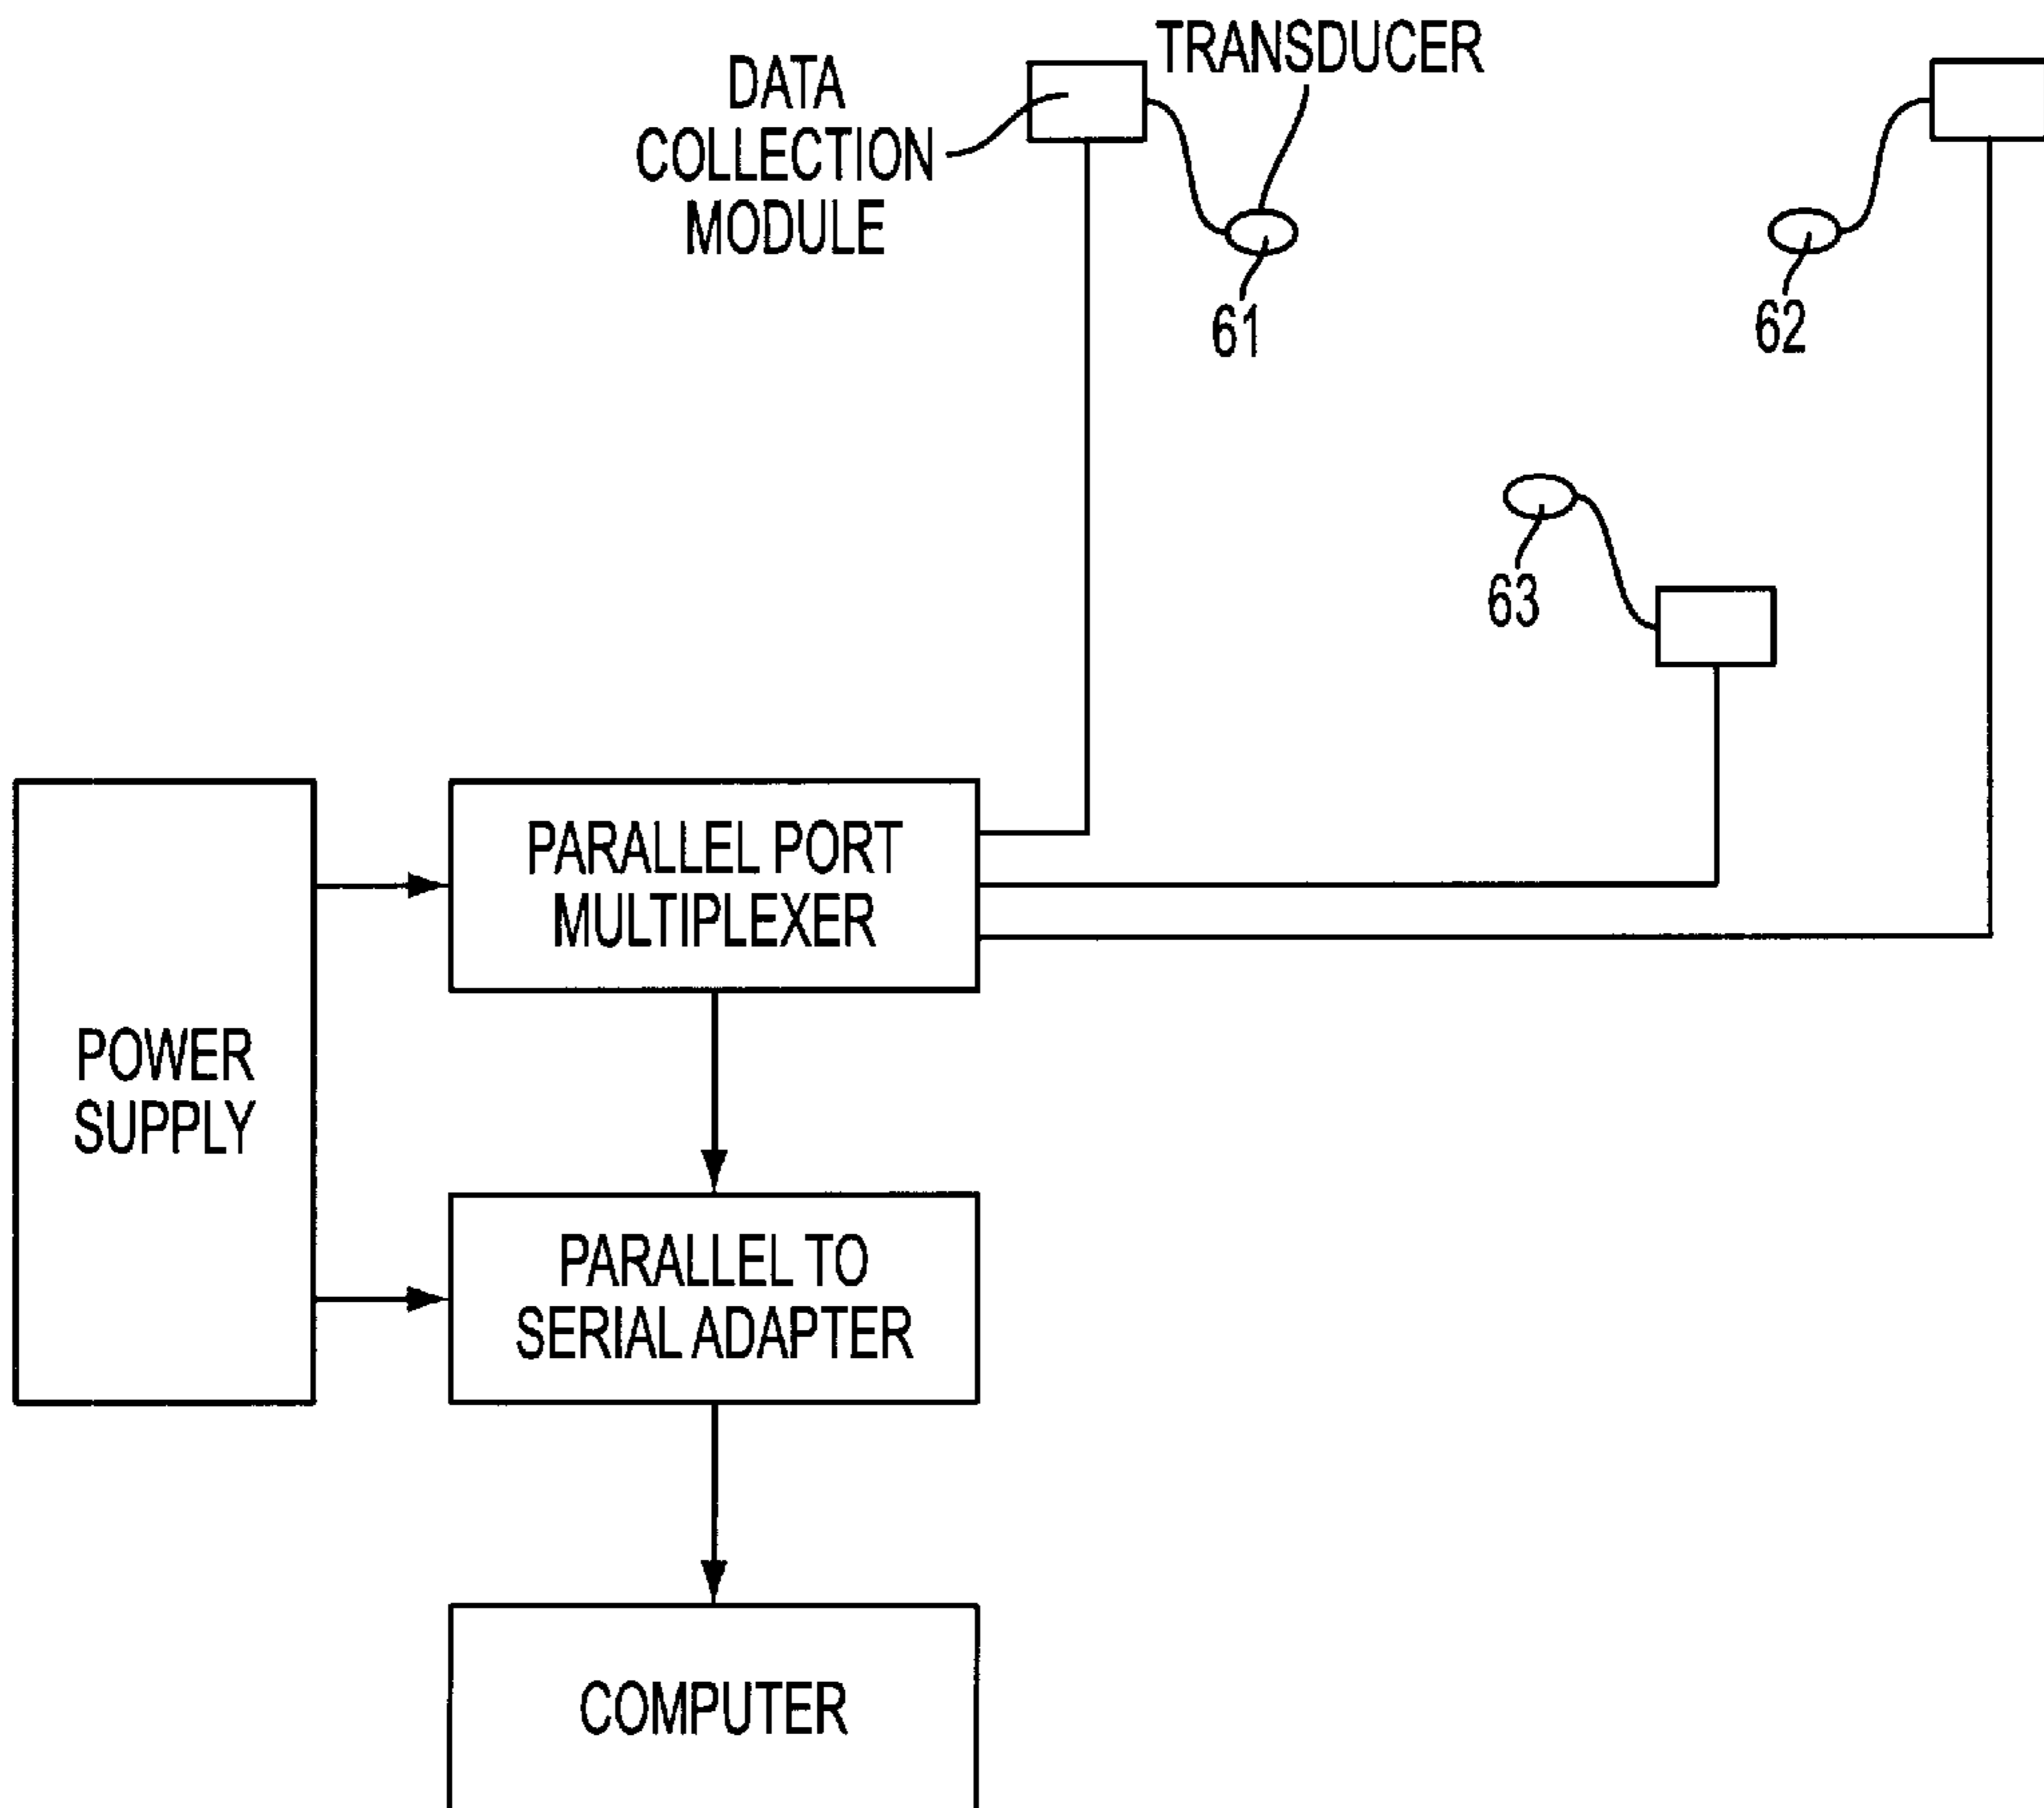 TRANSDUCER
DATA
COLLECTION
MODULE
61
62
63
PARALLEL PORT
MULTIPLEXER
POWER
SUPPLY
PARALLEL TO
SERIAL ADAPTER
COMPUTER